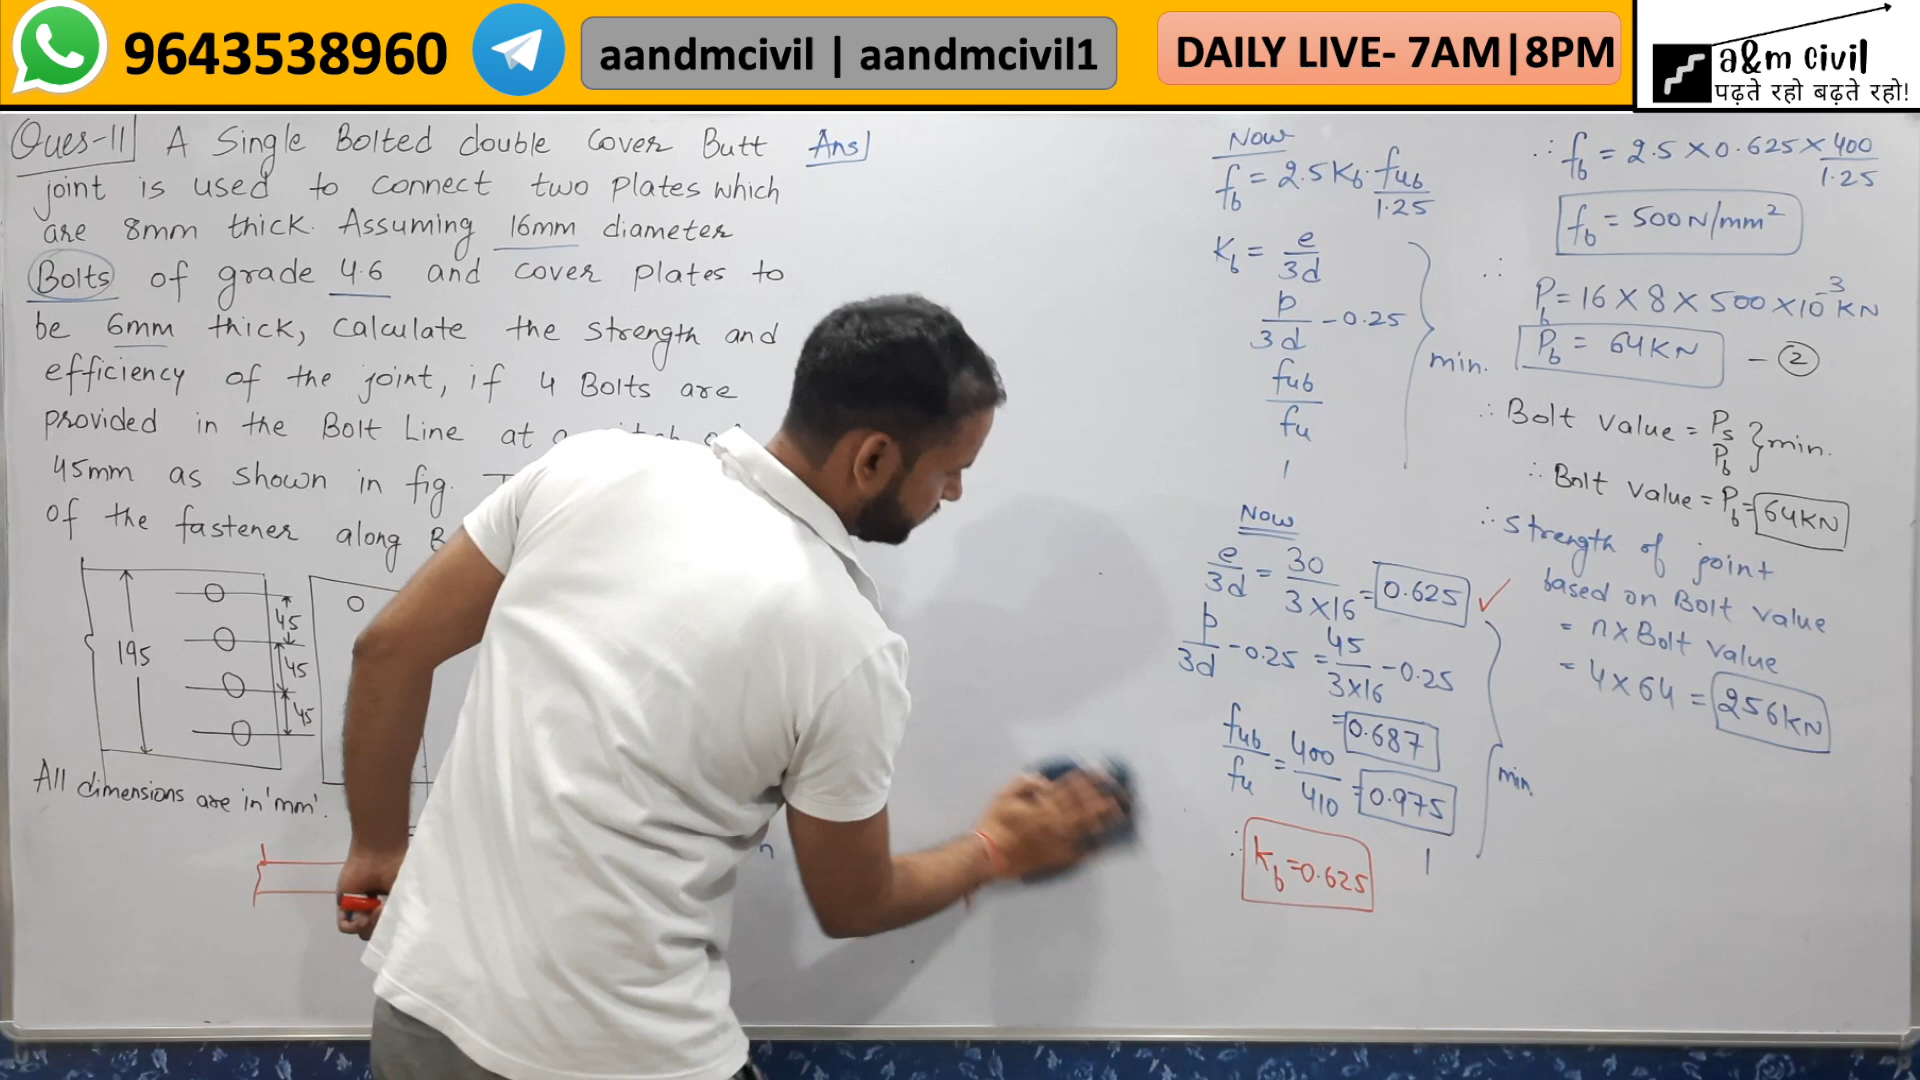 9643538960
aandmcivil | aandmcivil1
DAILY LIVE- 7AM|8PM
a&m civil
पढ़ते रहो बढ़ते रहो!
Ques-11 A Single Bolted double Cover Butt
joint is used to connect two plates which
are 8mm thick. Assuming 16mm diameter
Bolts of grade 4.6 and cover plates to
be 6mm thick, Calculate the strength and
efficiency of the joint, if 4 Bolts are
provided in the Bolt Line at a
45mm as shown in fig.
of the fastener along
195
45
45
45
All dimensions are in 'mm'.
Ans
n
Now
fb = 2.5 Kb. fub/1.25
Kb = e/3d
p/3d - 0.25
fub/fu
1
min.
Now
e/3d = 30/3×16 = 0.625 ✓
p/3d - 0.25 = 45/3×16 - 0.25
= 0.687
fub/fu = 400/410 = 0.975
1
min.
∴ Kb = 0.625
∴ fb = 2.5 × 0.625 × 400/1.25
fb = 500 N/mm²
∴ Pb = 16 × 8 × 500 × 10⁻³ KN
Pb = 64KN - ②
∴ Bolt Value = Ps
Pb } min.
∴ Bolt Value = Pb = 64KN
∴ Strength of joint
based on Bolt Value
= n × Bolt Value
= 4 × 64 = 256KN